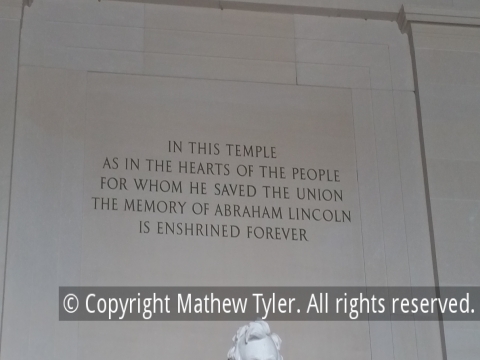 IN THIS TEMPLE
AS IN THE HEARTS OF THE PEOPLE
FOR WHOM HE SAVED THE UNION
THE MEMORY OF ABRAHAM LINCOLN
IS ENSHRINED FOREVER
© Copyright Mathew Tyler. All rights reserved.